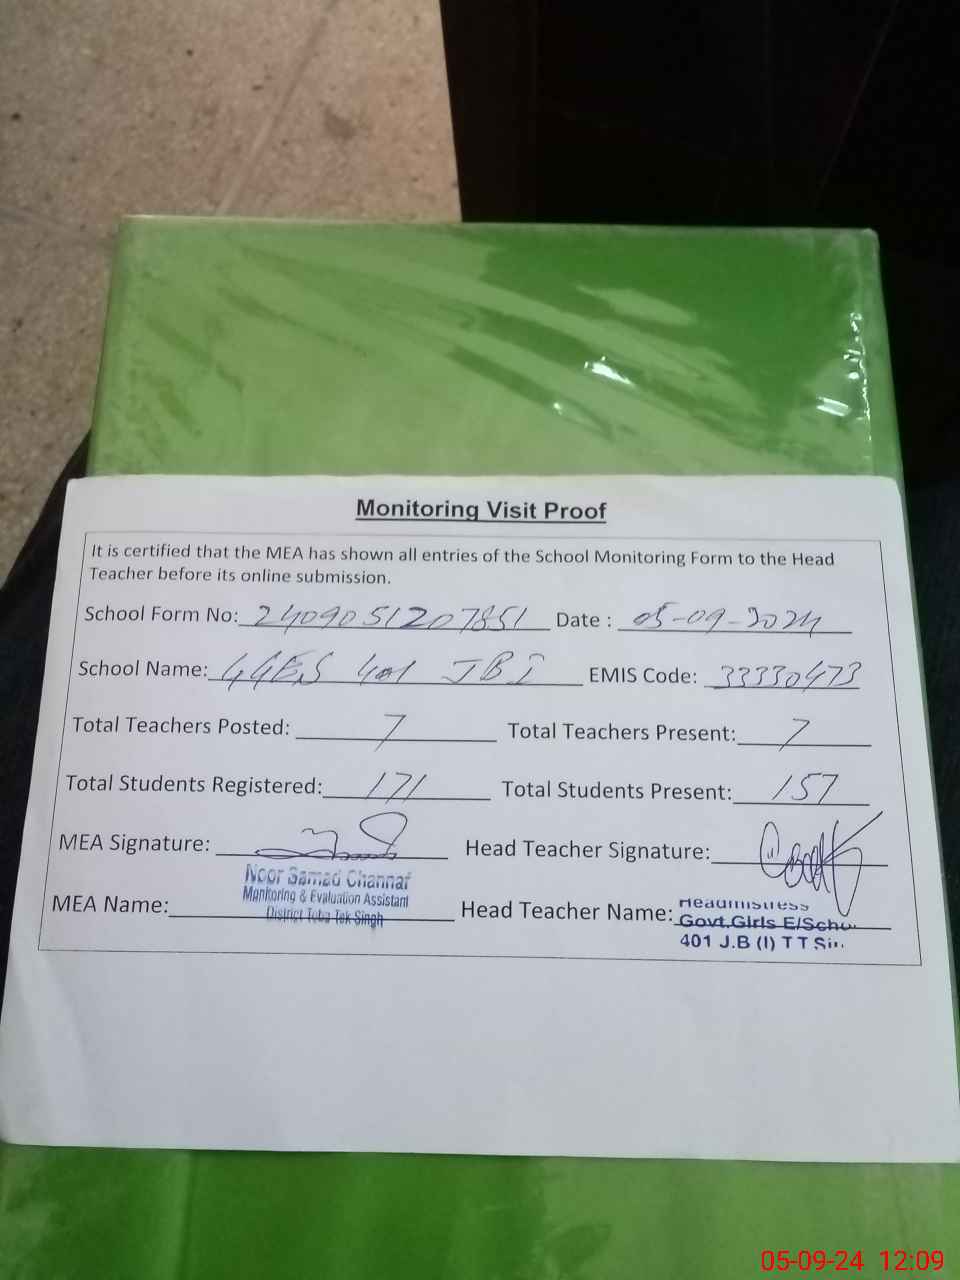 Monitoring Visit Proof
It is certified that the MEA has shown all entries of the School Monitoring Form to the Head
Teacher before its online submission.
School Form No: 2409051207851 Date : 05-09-2024
School Name: GGES 401 JBI EMIS Code: 33330473
Total Teachers Posted: 7 Total Teachers Present: 7
Total Students Registered: 171 Total Students Present: 157
MEA Signature: Head Teacher Signature:
Noor Samad Channar
Monitoring & Evaluation Assistant
District Toba Tek Singh
MEA Name: Head Teacher Name:
Headmistress
Govt.Girls E/Scho
401 J.B (I) T T Sin
05-09-24 12:09